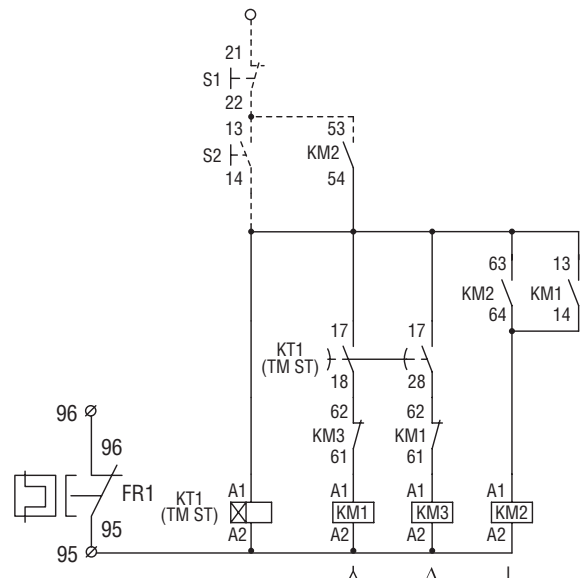 21
S1
22
13
53
S2
KM2
14
54
63
13
KM2
KM1
64
14
17
17
KT1
(TM ST)
18
28
96
62
62
96
KM3
KM1
61
61
FR1
KT1
(TM ST)
A1
A1
A1
A1
KM1
KM3
KM2
95
A2
A2
A2
A2
95